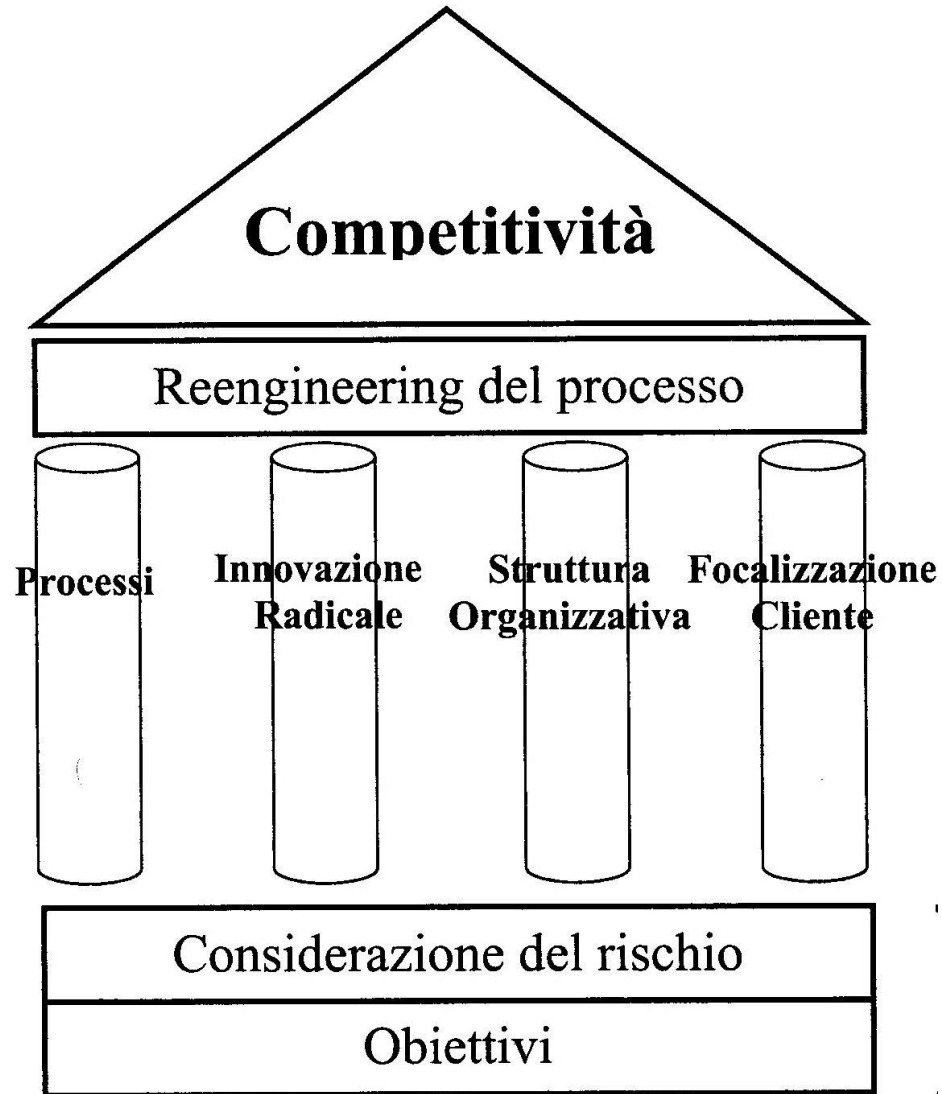 Competitività
Reengineering del processo
Processi
Innovazione
Radicale
Struttura
Organizzativa
Focalizzazione
Cliente
Considerazione del rischio
Obiettivi